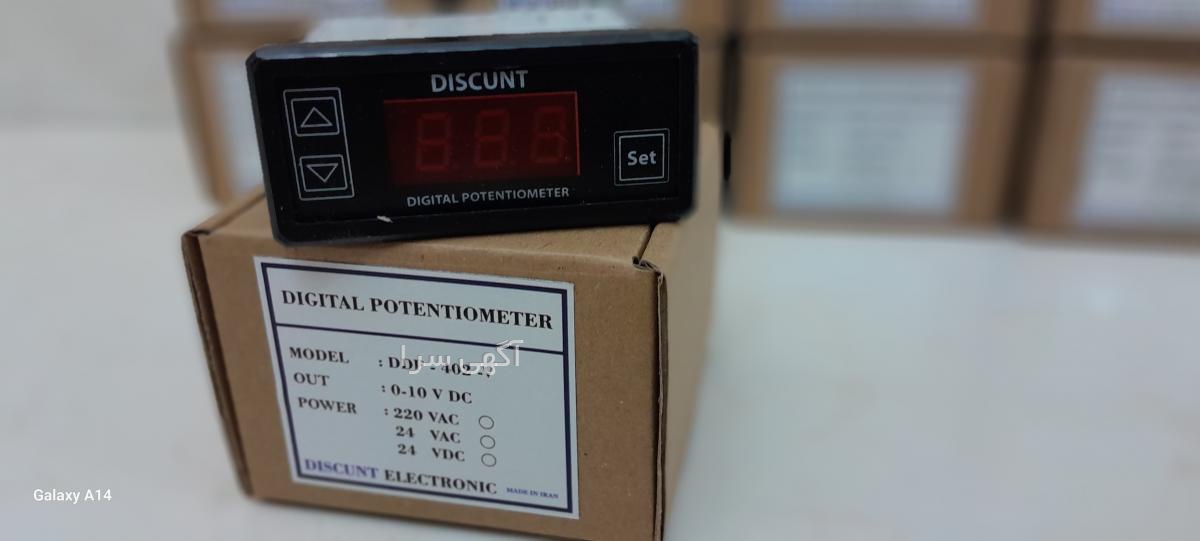 DISCUNT
Set
DIGITAL POTENTIOMETER
DIGITAL POTENTIOMETER
MODEL :
آگهی سرا
OUT : 0-10 V DC
POWER : 220 VAC
24 VAC
24 VDC
DISCUNT ELECTRONIC MADE IN IRAN
Galaxy A14